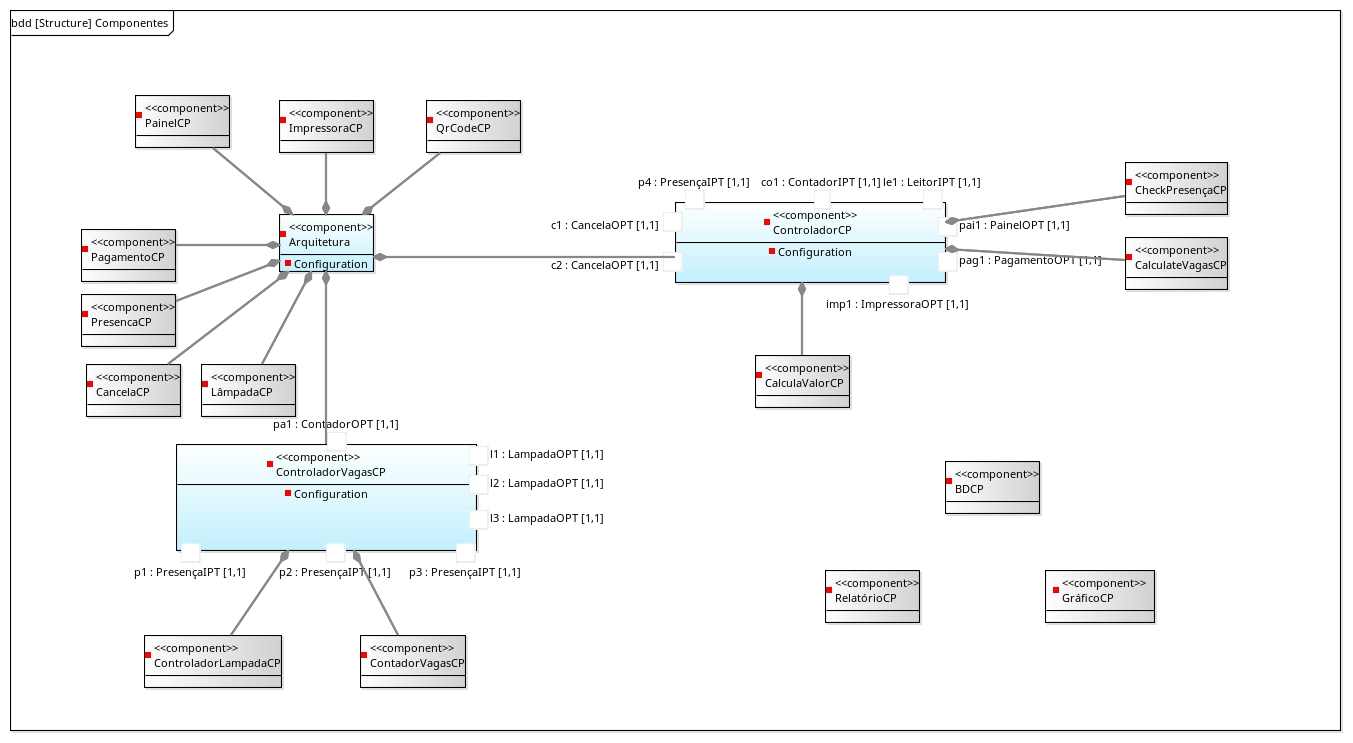 bdd [Structure] Componentes
<<component>>
PainelCP
<<component>>
ImpressoraCP
<<component>>
QrCodeCP
<<component>>
Arquitetura
Configuration
<<component>>
PagamentoCP
<<component>>
PresencaCP
<<component>>
CancelaCP
<<component>>
LâmpadaCP
p4 : PresençaIPT [1,1]
co1 : ContadorIPT [1,1]
le1 : LeitorIPT [1,1]
c1 : CancelaOPT [1,1]
c2 : CancelaOPT [1,1]
<<component>>
ControladorCP
Configuration
pai1 : PainelOPT [1,1]
pag1 : PagamentoOPT [1,1]
imp1 : ImpressoraOPT [1,1]
<<component>>
CheckPresençaCP
<<component>>
CalculateVagasCP
<<component>>
CalculaValorCP
pa1 : ContadorOPT [1,1]
<<component>>
ControladorVagasCP
Configuration
l1 : LampadaOPT [1,1]
l2 : LampadaOPT [1,1]
l3 : LampadaOPT [1,1]
p1 : PresençaIPT [1,1]
p2 : PresençaIPT [1,1]
p3 : PresençaIPT [1,1]
<<component>>
ControladorLampadaCP
<<component>>
ContadorVagasCP
<<component>>
BDCP
<<component>>
RelatórioCP
<<component>>
GráficoCP